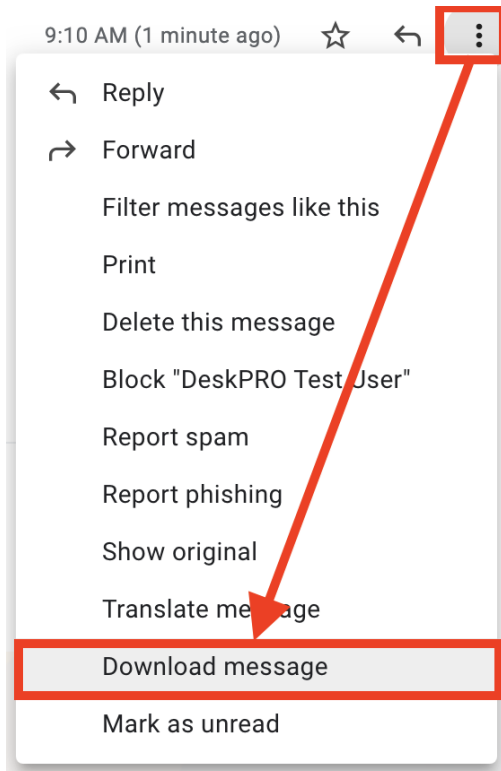 9:10 AM (1 minute ago)
Reply
Forward
Filter messages like this
Print
Delete this message
Block "DeskPRO Test User"
Report spam
Report phishing
Show original
Translate message
Download message
Mark as unread